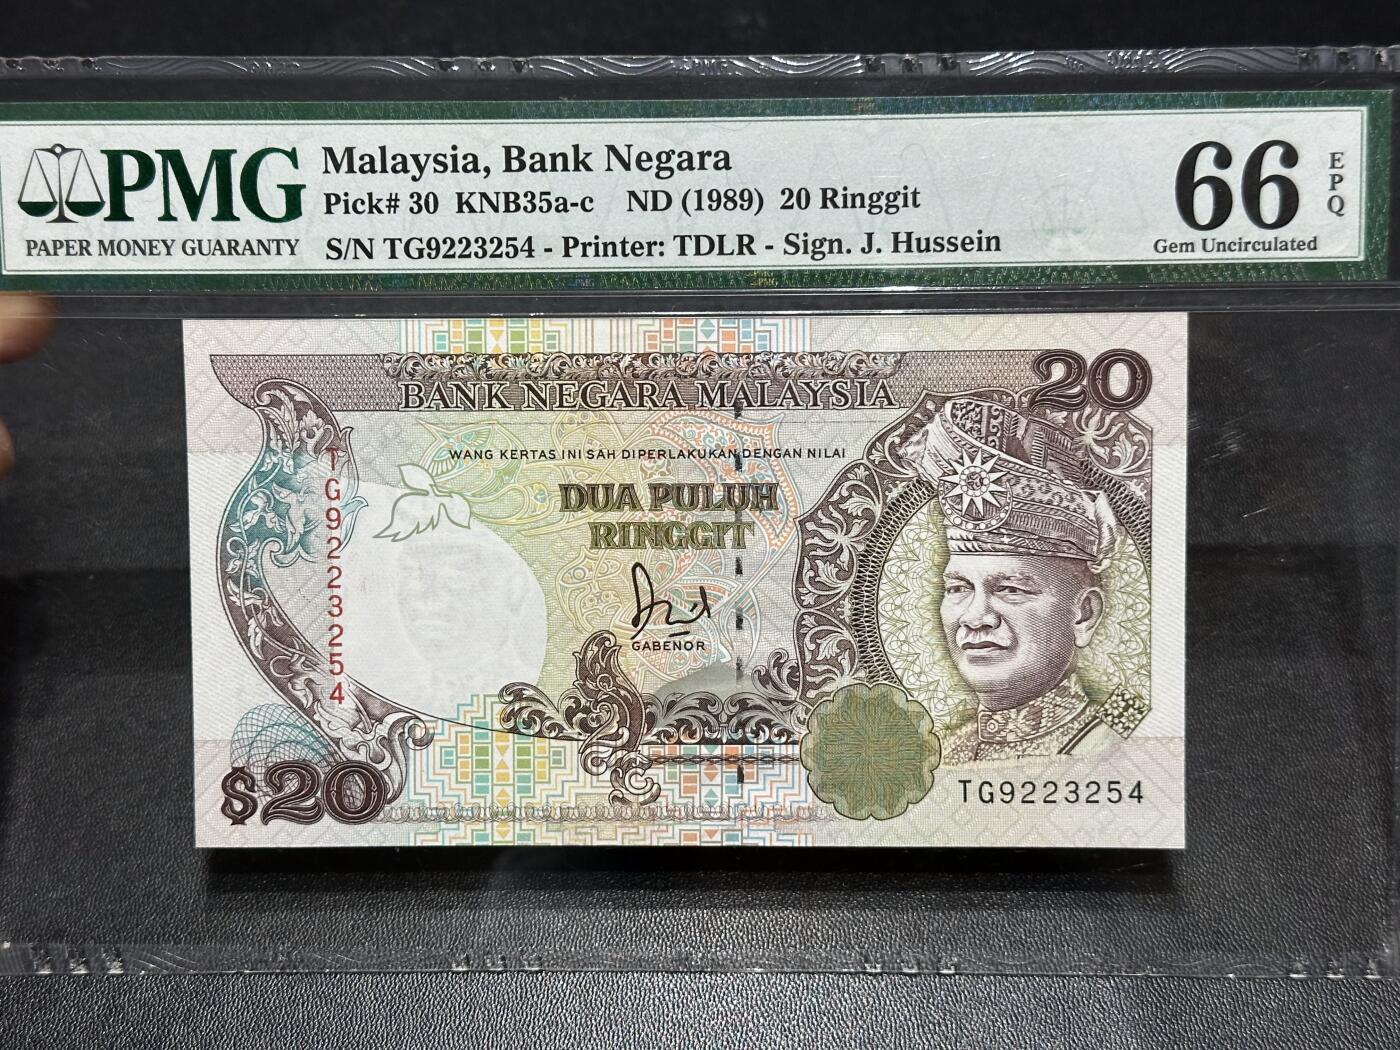 PMG
PAPER MONEY GUARANTY
Malaysia, Bank Negara
Pick# 30 KNB35a-c ND (1989) 20 Ringgit
S/N TG9223254 - Printer: TDLR - Sign. J. Hussein
66
EPQ
Gem Uncirculated
BANK NEGARA MALAYSIA
20
WANG KERTAS INI SAH DIPERLAKUKAN DENGAN NILAI
DUA PULUH
RINGGIT
TG9223254
GABENOR
$20
TG9223254